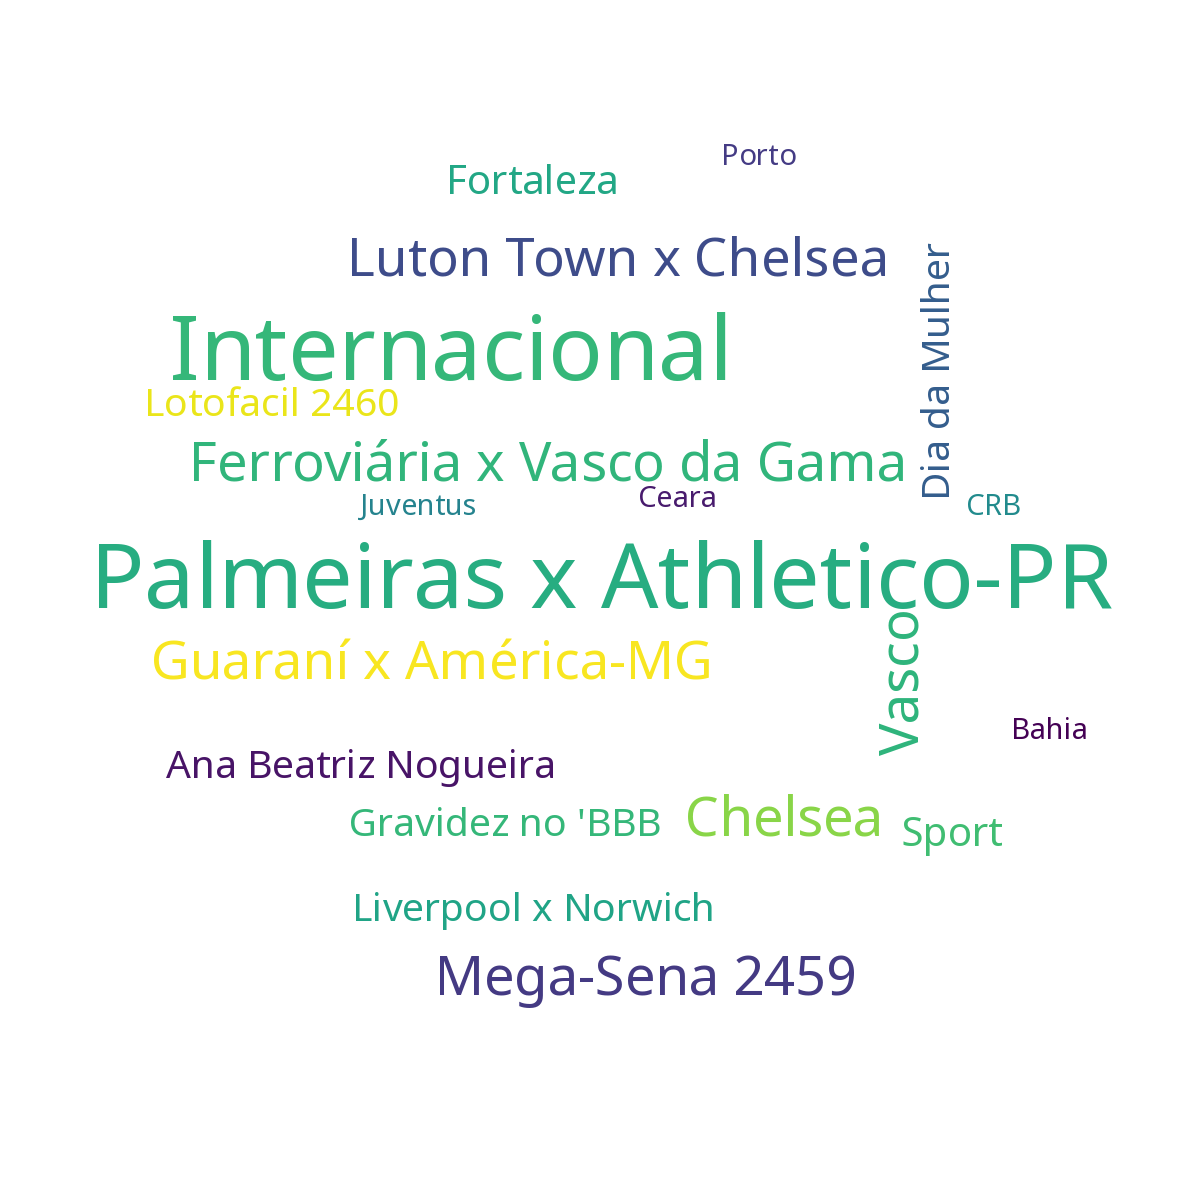 Porto
Fortaleza
Luton Town x Chelsea
Dia da Mulher
Internacional
Lotofacil 2460
Ferroviária x Vasco da Gama
Juventus
Ceara
CRB
Palmeiras x Athletico-PR
Vasco
Guaraní x América-MG
Bahia
Ana Beatriz Nogueira
Gravidez no 'BBB
Chelsea
Sport
Liverpool x Norwich
Mega-Sena 2459